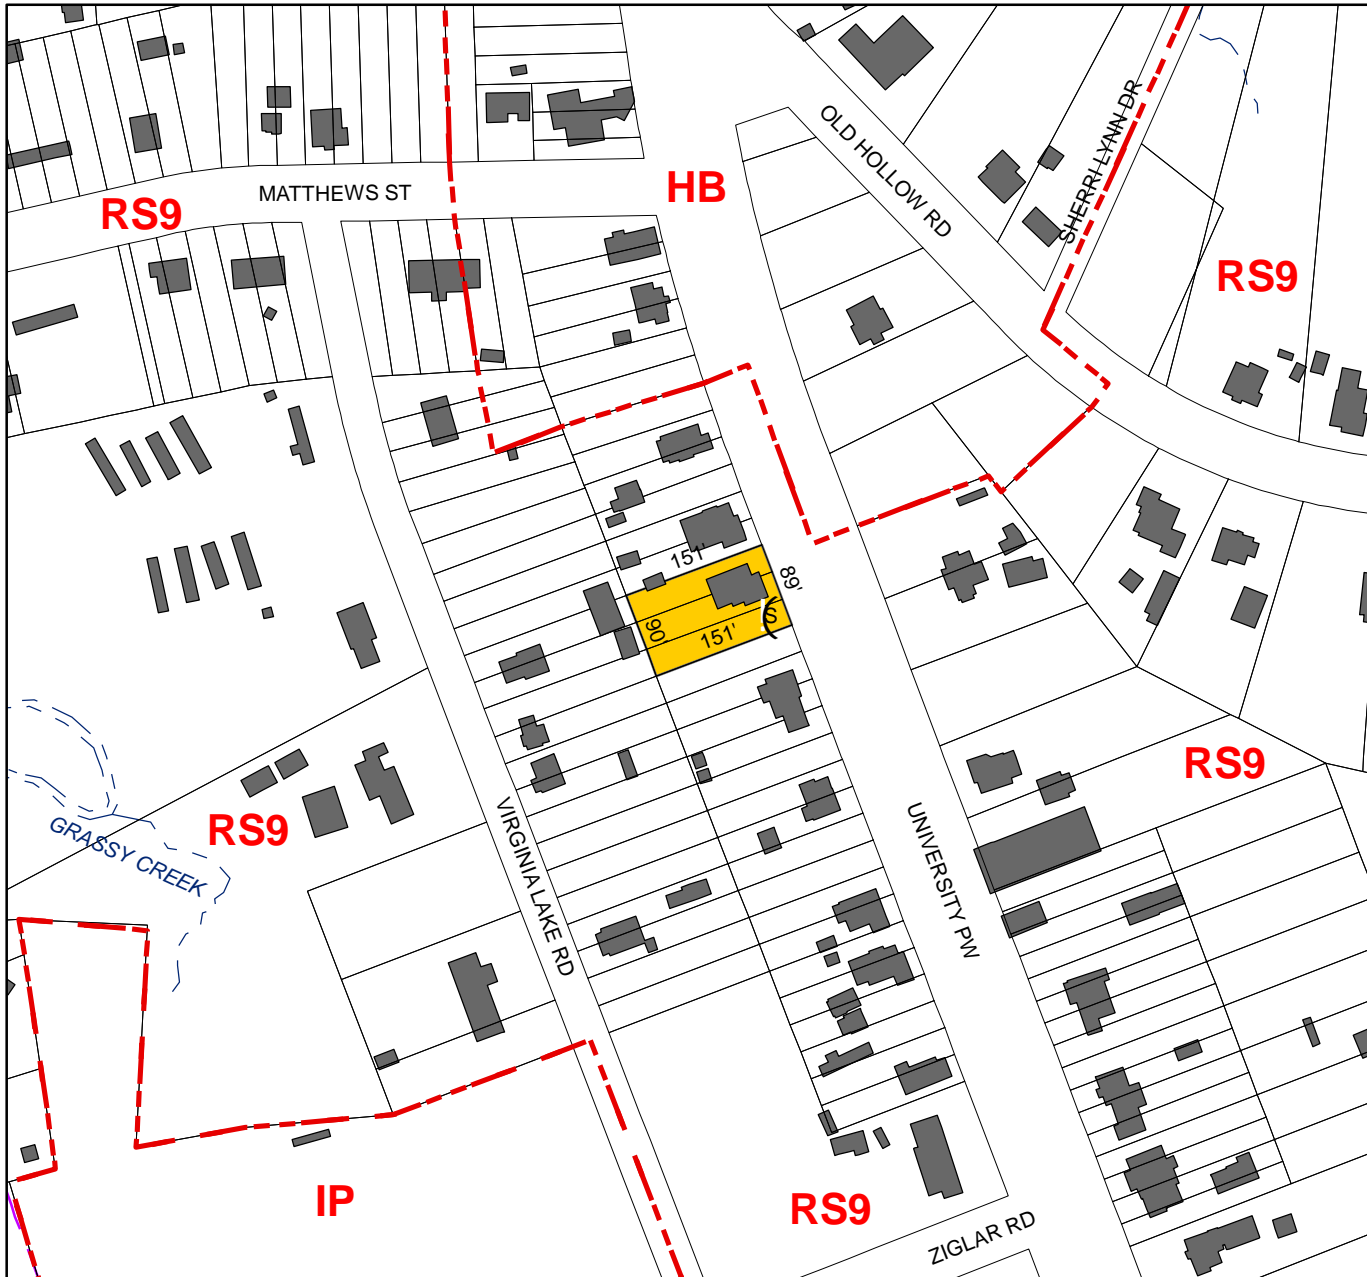 SHERRI LYNN DR
OLD HOLLOW RD
MATTHEWS ST
HB
RS9
RS9
151'
89'
S
90'
151'
RS9
RS9
GRASSY CREEK
VIRGINIA LAKE RD
UNIVERSITY PW
IP
RS9
ZIGLAR RD